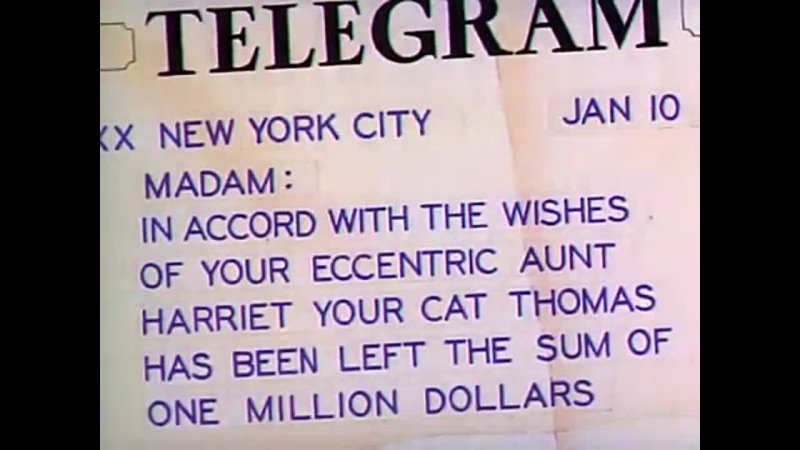 TELEGRAM
XX NEW YORK CITY JAN 10
MADAM:
IN ACCORD WITH THE WISHES
OF YOUR ECCENTRIC AUNT
HARRIET YOUR CAT THOMAS
HAS BEEN LEFT THE SUM OF
ONE MILLION DOLLARS